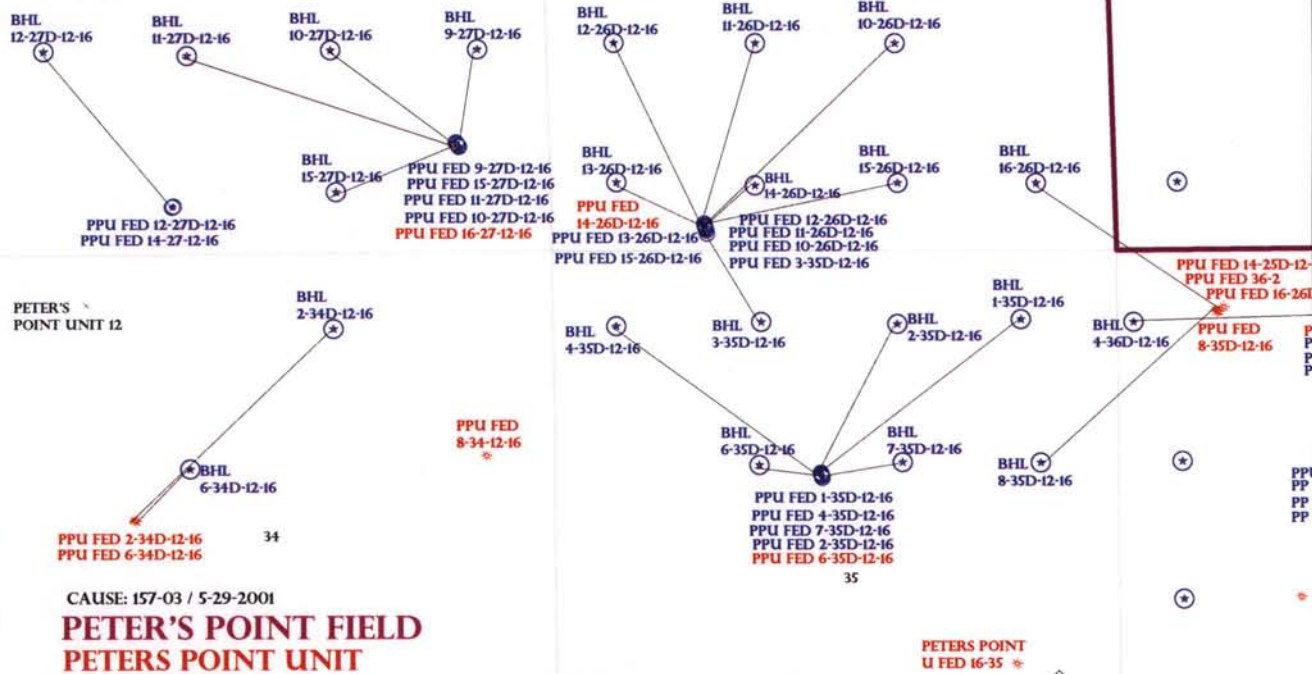 BHL
12-27D-12-16
BHL
11-27D-12-16
BHL
10-27D-12-16
BHL
9-27D-12-16
BHL
12-26D-12-16
BHL
11-26D-12-16
BHL
10-26D-12-16
BHL
15-27D-12-16
PPU FED 9-27D-12-16
PPU FED 15-27D-12-16
PPU FED 11-27D-12-16
PPU FED 10-27D-12-16
PPU FED 16-27-12-16
BHL
13-26D-12-16
BHL
14-26D-12-16
BHL
15-26D-12-16
BHL
16-26D-12-16
PPU FED 12-27D-12-16
PPU FED 14-27-12-16
PPU FED
14-26D-12-16
PPU FED 13-26D-12-16
PPU FED 15-26D-12-16
PPU FED 12-26D-12-16
PPU FED 11-26D-12-16
PPU FED 10-26D-12-16
PPU FED 3-35D-12-16
PPU FED 14-25D-12-
PPU FED 36-2
PPU FED 16-26D
PETER'S
POINT UNIT 12
BHL
2-34D-12-16
BHL
4-35D-12-16
BHL
3-35D-12-16
BHL
2-35D-12-16
BHL
1-35D-12-16
BHL
4-36D-12-16
PPU FED
8-35D-12-16
P
P
P
P
PPU FED
8-34-12-16
BHL
6-34D-12-16
BHL
6-35D-12-16
BHL
7-35D-12-16
BHL
8-35D-12-16
PPU
PP
PP
PP
PPU FED 2-34D-12-16
PPU FED 6-34D-12-16
34
PPU FED 1-35D-12-16
PPU FED 4-35D-12-16
PPU FED 7-35D-12-16
PPU FED 2-35D-12-16
PPU FED 6-35D-12-16
35
CAUSE: 157-03 / 5-29-2001
PETER'S POINT FIELD
PETERS POINT UNIT
PETERS POINT
U FED 16-35